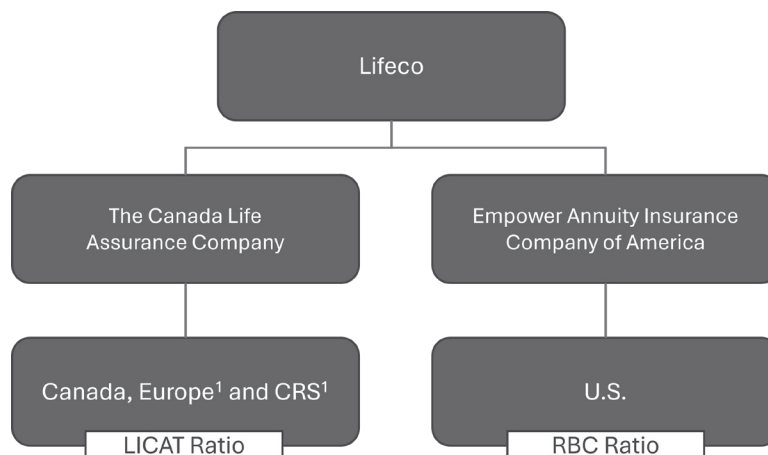 Lifeco
The Canada Life
Assurance Company
Empower Annuity Insurance
Company of America
Canada, Europe¹ and CRS¹
LICAT Ratio
U.S.
RBC Ratio